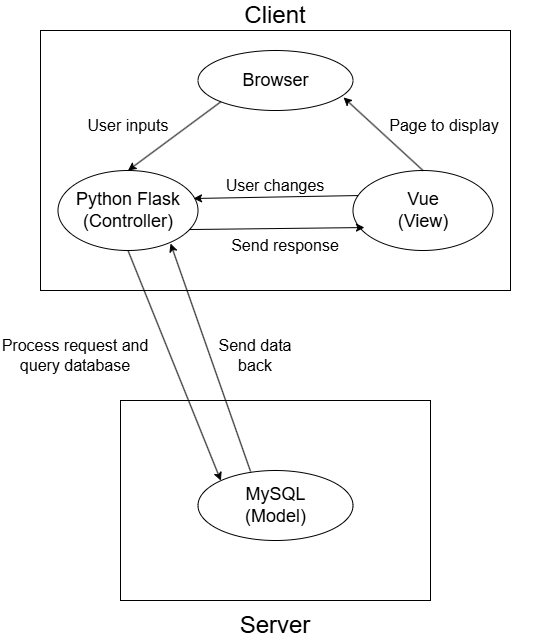 Client
Browser
User inputs
Page to display
Python Flask
(Controller)
User changes
Vue
(View)
Send response
Process request and
query database
Send data
back
MySQL
(Model)
Server